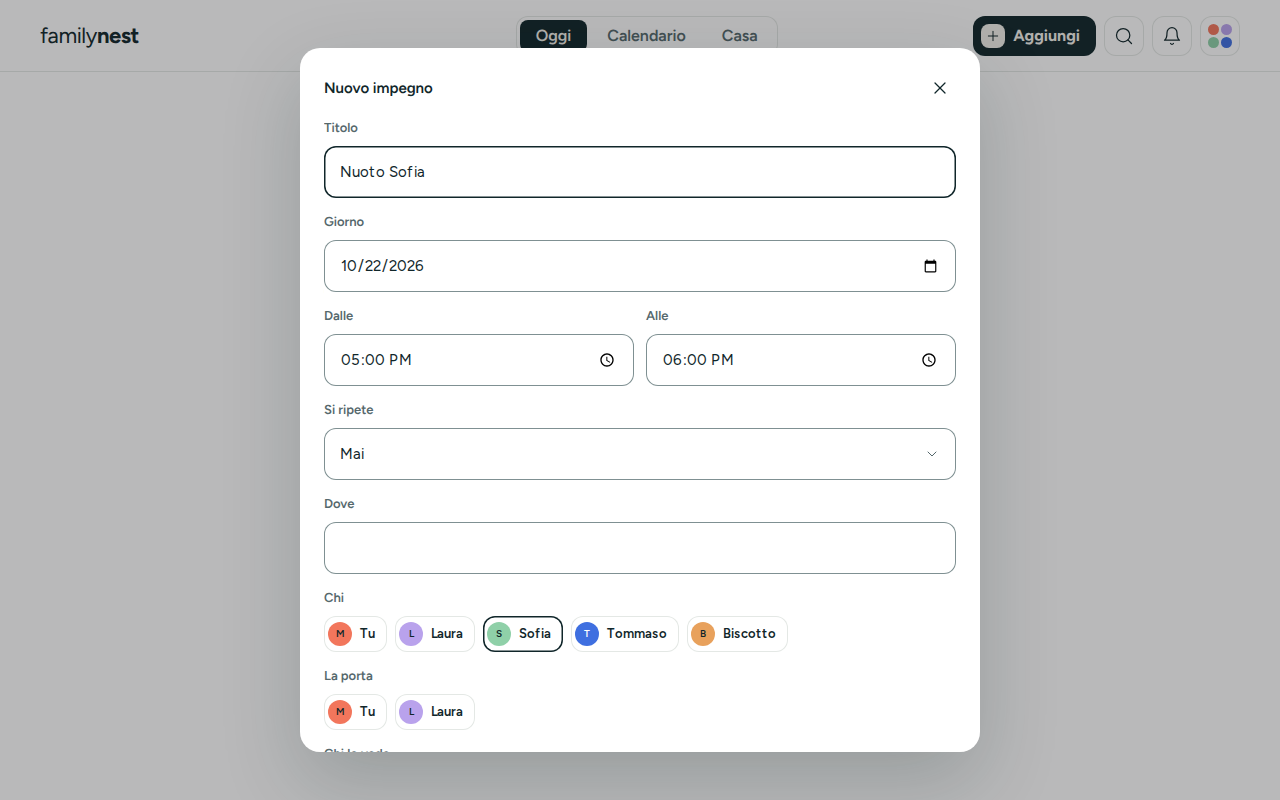 familynest
Oggi Calendario Casa
Aggiungi
Nuovo impegno
Titolo
Nuoto Sofia
Giorno
10/22/2026
Dalle Alle
05:00 PM 06:00 PM
Si ripete
Mai
Dove
Chi
M Tu L Laura S Sofia T Tommaso B Biscotto
La porta
M Tu L Laura